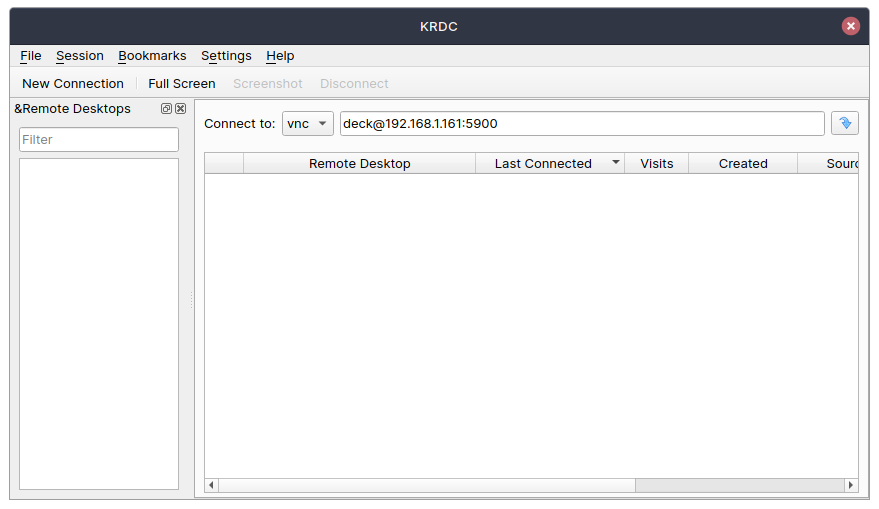 KRDC
File Session Bookmarks Settings Help
New Connection Full Screen Screenshot Disconnect
&Remote Desktops
Filter
Connect to: vnc deck@192.168.1.161:5900
Remote Desktop Last Connected Visits Created Sourc